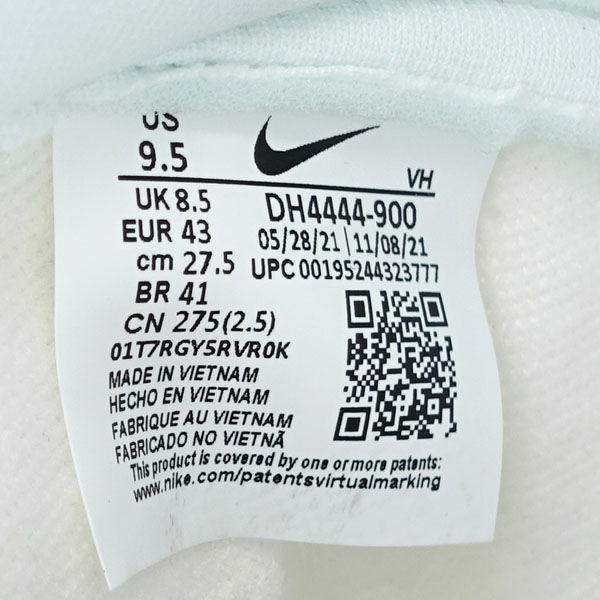 US
9.5
VH
UK 8.5
EUR 43
cm 27.5
BR 41
CN 275(2.5)
DH4444-900
05/28/21 | 11/08/21
UPC 00195244323777
01T7RGY5RVR0K
MADE IN VIETNAM
HECHO EN VIETNAM
FABRIQUE AU VIETNAM
FABRICADO NO VIETNÃ
This product is covered by one or more patents:
www.nike.com/patentsvirtualmarking